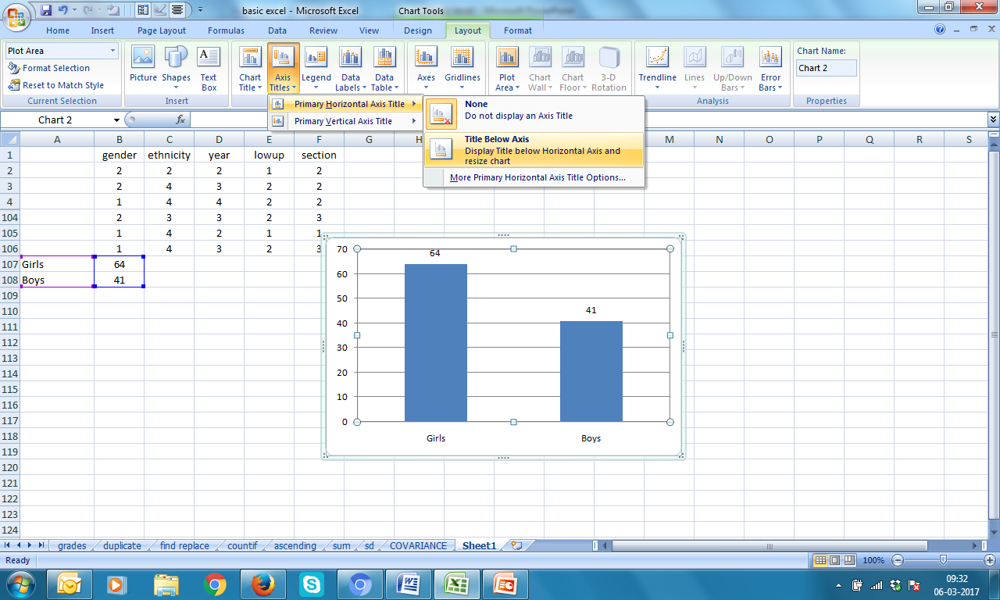 basic excel - Microsoft Excel
Chart Tools
Home Insert Page Layout Formulas Data Review View Design Layout Format
Plot Area
Format Selection
Reset to Match Style
Current Selection
Picture Shapes Text Box
Insert
Chart Title Axis Titles Legend Data Labels Data Table
Axes Gridlines
Plot Area Chart Wall Chart Floor 3-D Rotation
Trendline Lines Up/Down Bars Error Bars
Analysis
Chart Name:
Chart 2
Properties
Primary Horizontal Axis Title
Primary Vertical Axis Title
None
Do not display an Axis Title
Title Below Axis
Display Title below Horizontal Axis and
resize chart
More Primary Horizontal Axis Title Options...
Chart 2 fx
A B C D E F G H M N O P Q R S
1 gender ethnicity year lowup section
2 2 2 2 1 2
3 2 4 3 2 2
4 1 4 4 2 2
104 2 3 3 2 3
105 1 4 2 1 1
106 1 4 3 2 3
107 Girls 64
108 Boys 41
109
110
111
112
113
114
115
116
117
118
119
120
121
122
123
124
70
60
50
40
30
20
10
0
64
41
Girls Boys
grades duplicate find replace countif ascending sum sd COVARIANCE Sheet1
Ready
100%
09:32
06-03-2017